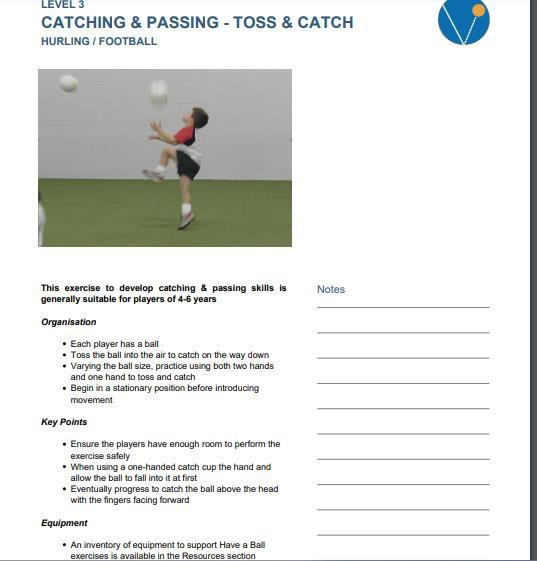 LEVEL 3
CATCHING & PASSING - TOSS & CATCH
HURLING / FOOTBALL
This exercise to develop catching & passing skills is
generally suitable for players of 4-6 years
Notes
Organisation
• Each player has a ball
• Toss the ball into the air to catch on the way down
• Varying the ball size, practice using both two hands
and one hand to toss and catch
• Begin in a stationary position before introducing
movement
Key Points
• Ensure the players have enough room to perform the
exercise safely
• When using a one-handed catch cup the hand and
allow the ball to fall into it at first
• Eventually progress to catch the ball above the head
with the fingers facing forward
Equipment
• An inventory of equipment to support Have a Ball
exercises is available in the Resources section